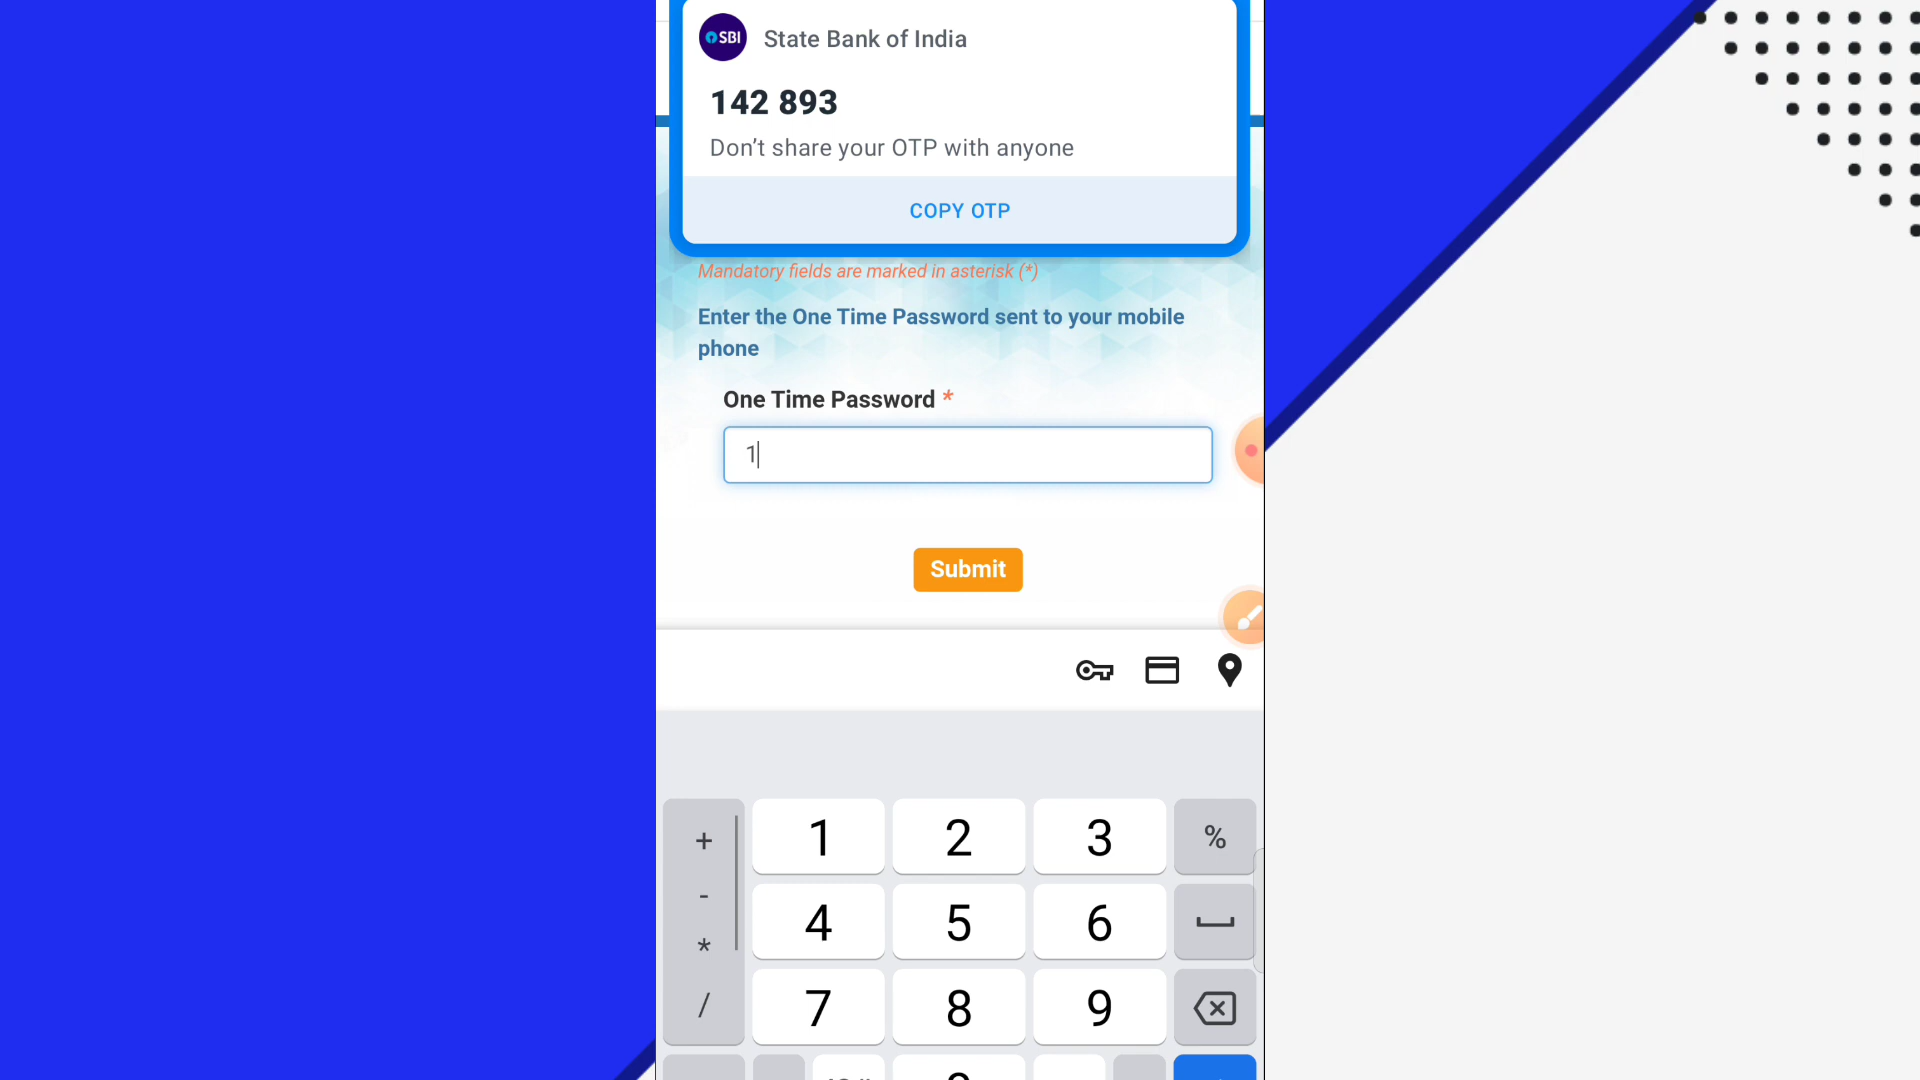 SBI
State Bank of India
142 893
Don’t share your OTP with anyone
COPY OTP
Mandatory fields are marked in asterisk (*)
Enter the One Time Password sent to your mobile
phone
One Time Password *
1
Submit
+ 1 2 3 %
-
4 5 6
*
/ 7 8 9